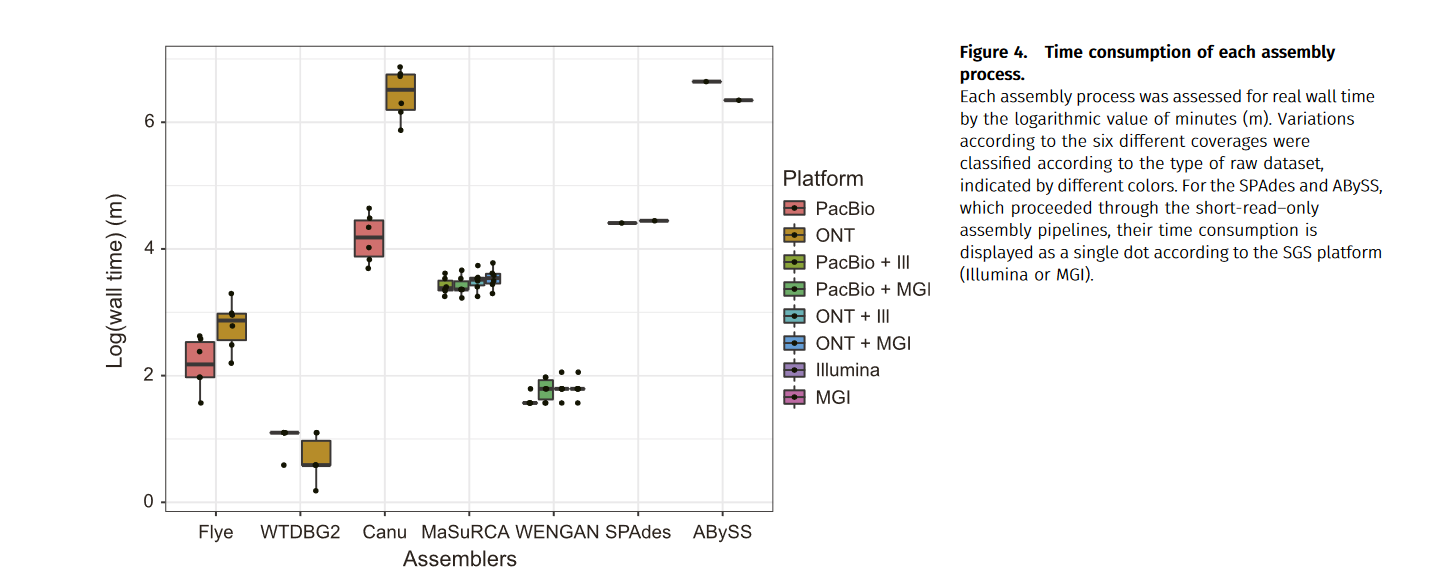 Figure 4. Time consumption of each assembly
process.
Each assembly process was assessed for real wall time
by the logarithmic value of minutes (m). Variations
according to the six different coverages were
classified according to the type of raw dataset,
indicated by different colors. For the SPAdes and ABySS,
which proceeded through the short-read–only
assembly pipelines, their time consumption is
displayed as a single dot according to the SGS platform
(Illumina or MGI).
Log(wall time) (m)
6
4
2
0
Flye WTDBG2 Canu MaSuRCA WENGAN SPAdes ABySS
Assemblers
Platform
PacBio
ONT
PacBio + Ill
PacBio + MGI
ONT + Ill
ONT + MGI
Illumina
MGI